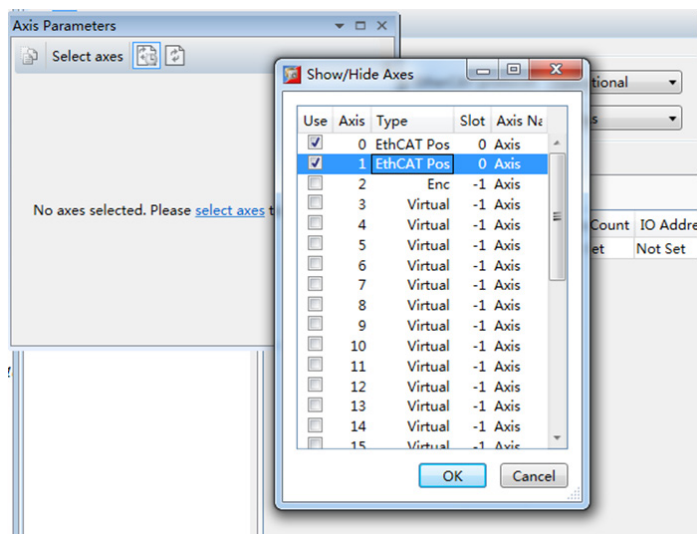 Axis Parameters
Select axes
No axes selected. Please select axes t
Show/Hide Axes
Use Axis Type Slot Axis Na
0 EthCAT Pos 0 Axis
1 EthCAT Pos 0 Axis
2 Enc -1 Axis
3 Virtual -1 Axis
4 Virtual -1 Axis
5 Virtual -1 Axis
6 Virtual -1 Axis
7 Virtual -1 Axis
8 Virtual -1 Axis
9 Virtual -1 Axis
10 Virtual -1 Axis
11 Virtual -1 Axis
12 Virtual -1 Axis
13 Virtual -1 Axis
14 Virtual -1 Axis
15 Virtual -1 Axis
OK Cancel
tional
s
Count IO Addre
et Not Set